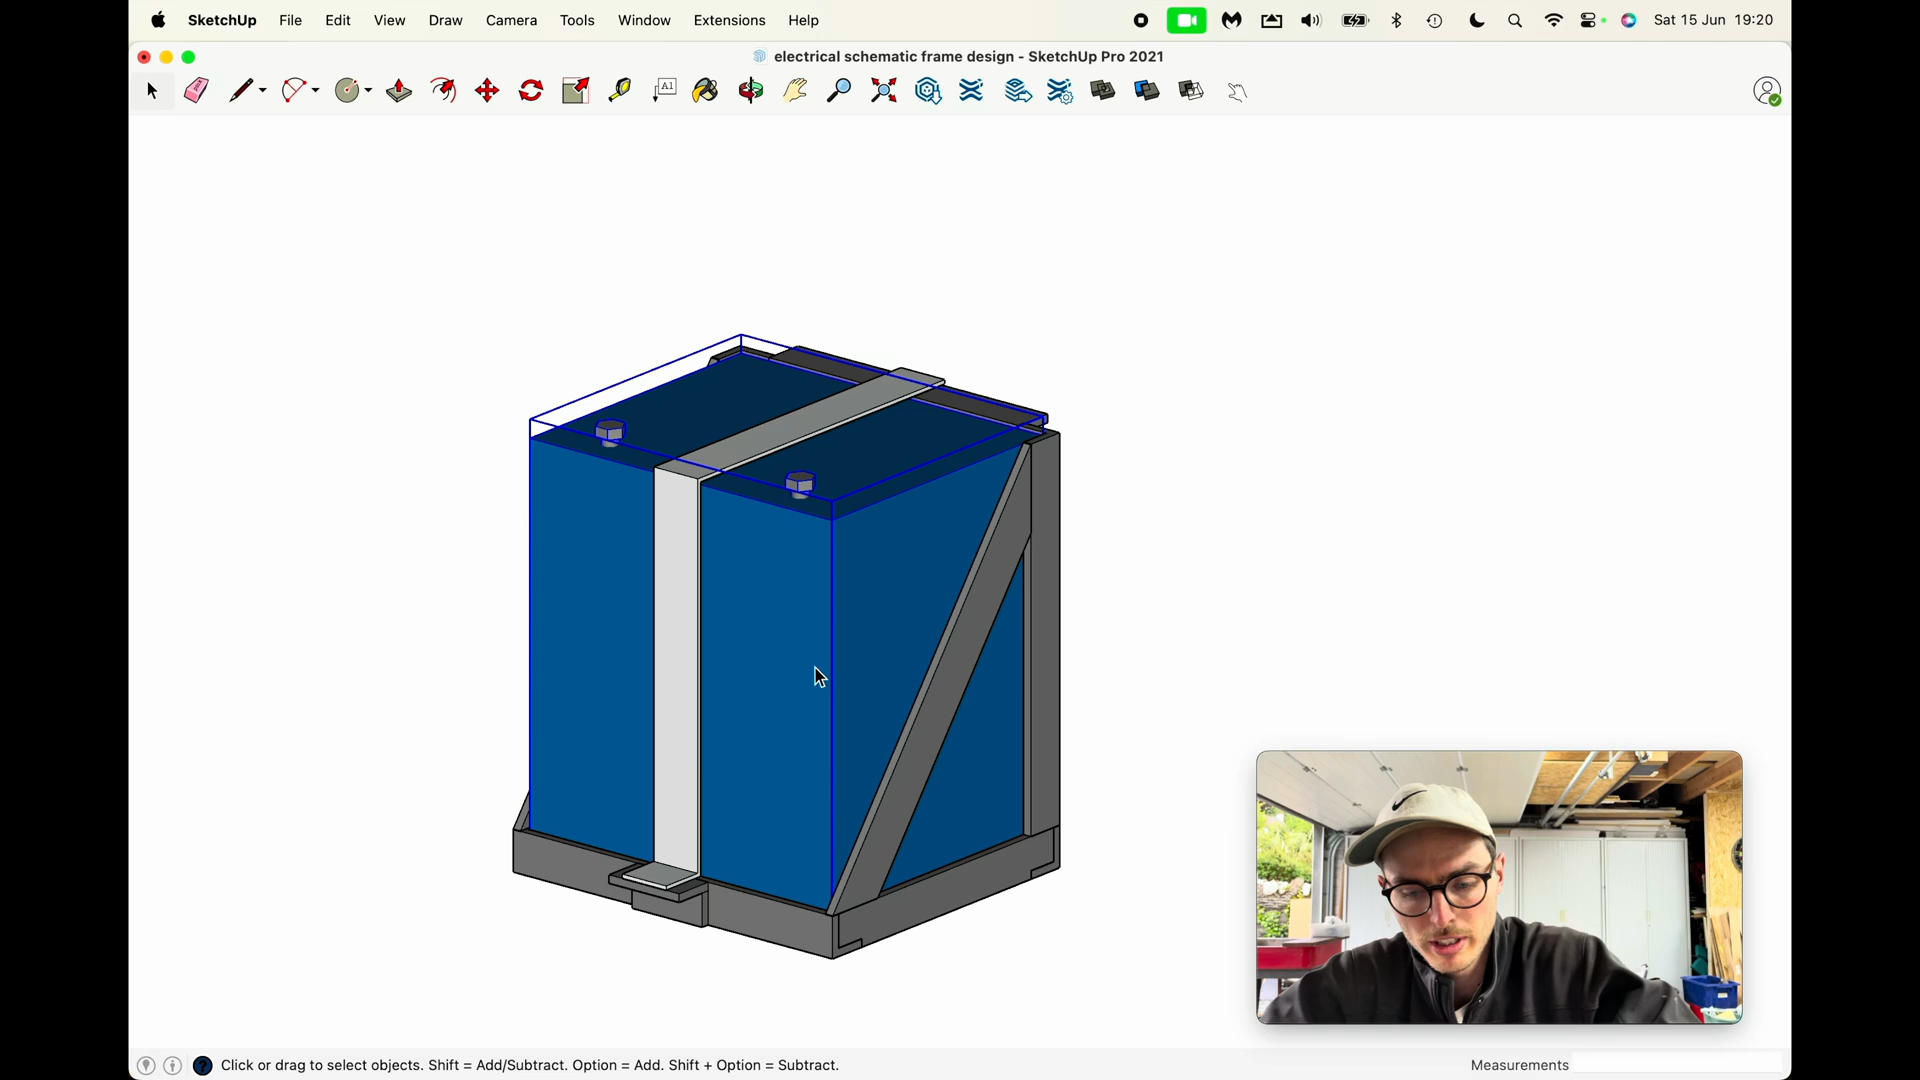 SketchUp File Edit View Draw Camera Tools Window Extensions Help Sat 15 Jun 19:20
electrical schematic frame design - SketchUp Pro 2021
A1
Click or drag to select objects. Shift = Add/Subtract. Option = Add. Shift + Option = Subtract. Measurements